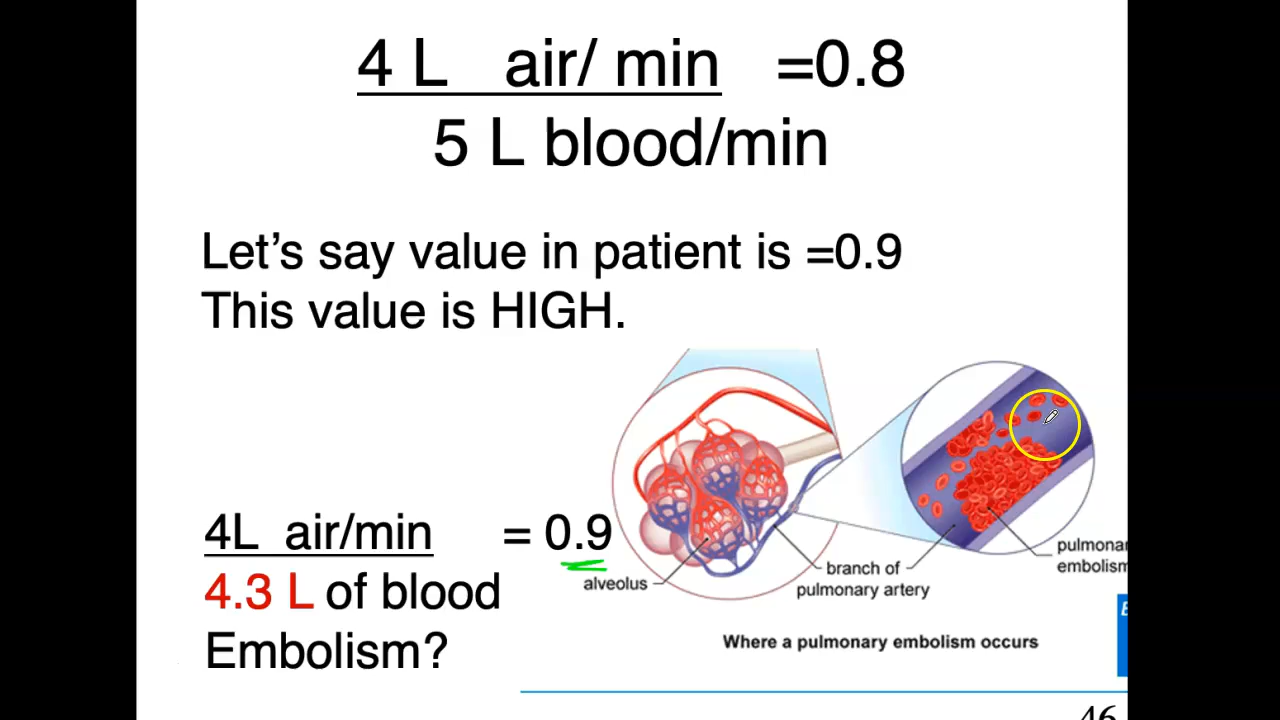 4 L air/ min =0.8
5 L blood/min
Let’s say value in patient is =0.9
This value is HIGH.
4L air/min = 0.9
4.3 L of blood
Embolism?
alveolus
branch of
pulmonary artery
embolism
Where a pulmonary embolism occurs
46